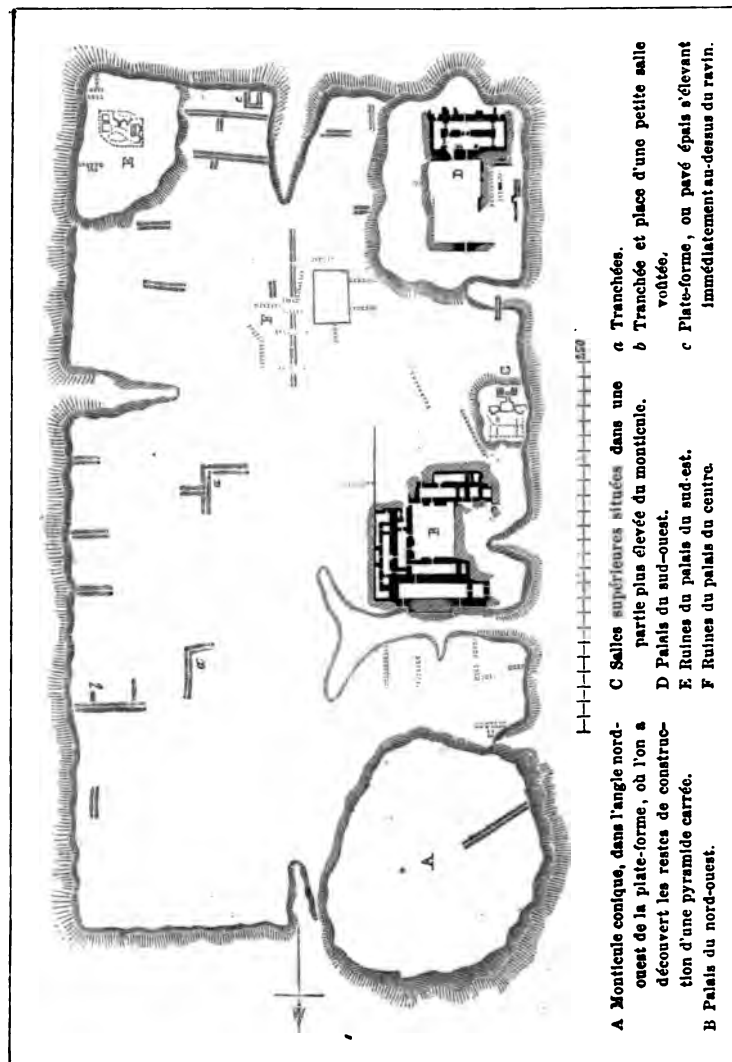 A Monticule conique, dans l'angle nord-
ouest de la plate-forme, où l'on a
découvert les restes de construc-
tion d'une pyramide carrée.
B Palais du nord-ouest.
C Salles supérieures situées dans une
partie plus élevée du monticule.
D Palais du sud-ouest.
E Ruines du palais du sud-est.
F Ruines du palais du centre.
a Tranchées.
b Tranchée et place d'une petite salle
voûtée.
c Plate-forme, ou pavé épais s'élevant
immédiatement au-dessus du ravin.
A
B
C
D
E
F
a
a
b
c